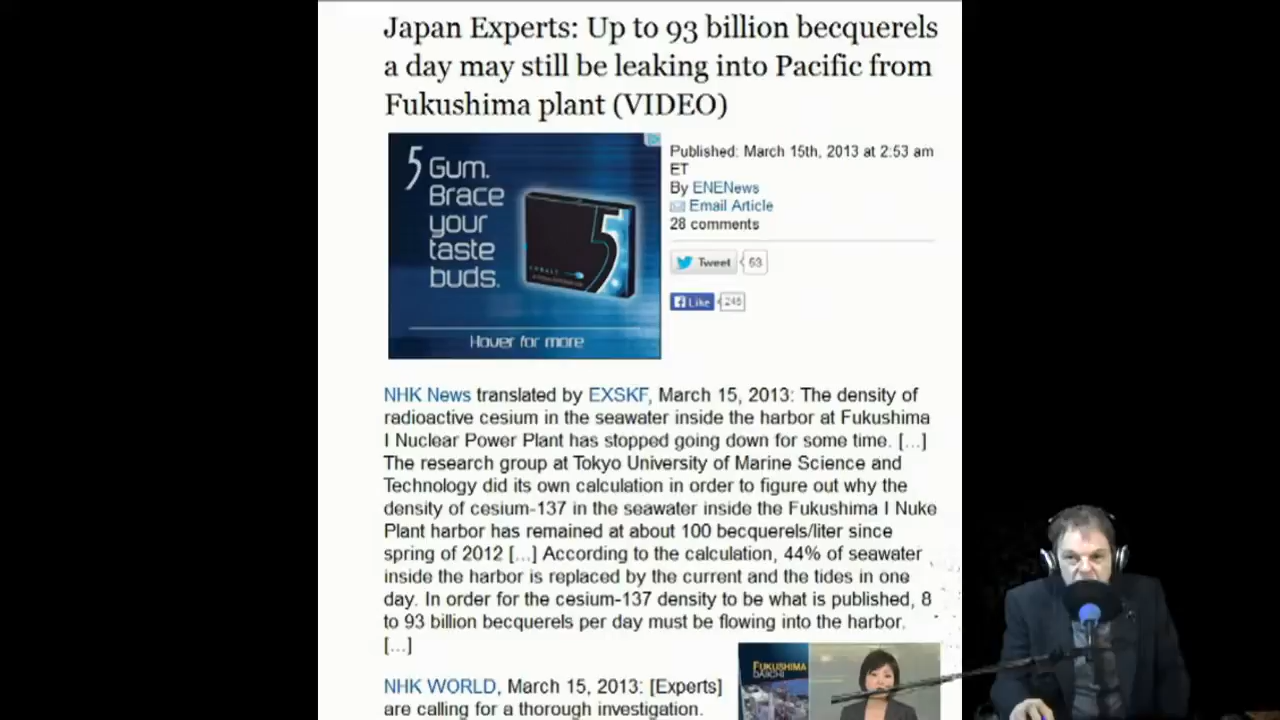 Japan Experts: Up to 93 billion becquerels
a day may still be leaking into Pacific from
Fukushima plant (VIDEO)
5 Gum.
Brace
your
taste
buds.
5
COBALT
Hover for more
Published: March 15th, 2013 at 2:53 am
ET
By ENENews
Email Article
28 comments
Tweet 63
Like 248
NHK News translated by EXSKF, March 15, 2013: The density of
radioactive cesium in the seawater inside the harbor at Fukushima
I Nuclear Power Plant has stopped going down for some time. [...]
The research group at Tokyo University of Marine Science and
Technology did its own calculation in order to figure out why the
density of cesium-137 in the seawater inside the Fukushima I Nuke
Plant harbor has remained at about 100 becquerels/liter since
spring of 2012 [...] According to the calculation, 44% of seawater
inside the harbor is replaced by the current and the tides in one
day. In order for the cesium-137 density to be what is published, 8
to 93 billion becquerels per day must be flowing into the harbor.
[...]
NHK WORLD, March 15, 2013: [Experts]
are calling for a thorough investigation.
FUKUSHIMA
DAIICHI